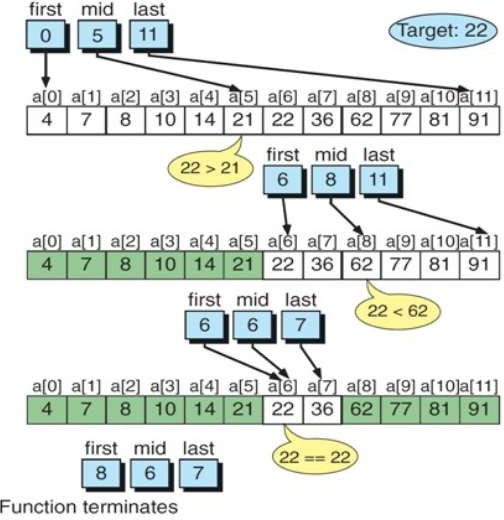 first mid last
0 5 11
Target: 22
a[0] a[1] a[2] a[3] a[4] a[5] a[6] a[7] a[8] a[9] a[10] a[11]
4 7 8 10 14 21 22 36 62 77 81 91
22 > 21
first mid last
6 8 11
a[0] a[1] a[2] a[3] a[4] a[5] a[6] a[7] a[8] a[9] a[10] a[11]
4 7 8 10 14 21 22 36 62 77 81 91
22 < 62
first mid last
6 6 7
a[0] a[1] a[2] a[3] a[4] a[5] a[6] a[7] a[8] a[9] a[10] a[11]
4 7 8 10 14 21 22 36 62 77 81 91
22 == 22
first mid last
8 6 7
Function terminates